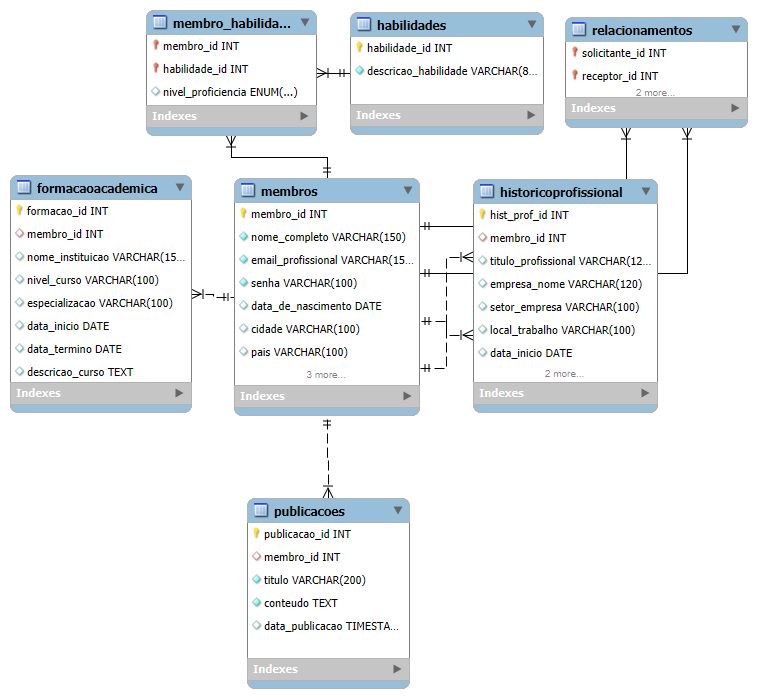 membro_habilida...
membro_id INT
habilidade_id INT
nivel_proficiencia ENUM(...)
Indexes
habilidades
habilidade_id INT
descricao_habilidade VARCHAR(8...
Indexes
relacionamentos
solicitante_id INT
receptor_id INT
2 more...
Indexes
formacaoacademica
formacao_id INT
membro_id INT
nome_instituicao VARCHAR(15...
nivel_curso VARCHAR(100)
especializacao VARCHAR(100)
data_inicio DATE
data_termino DATE
descricao_curso TEXT
Indexes
membros
membro_id INT
nome_completo VARCHAR(150)
email_profissional VARCHAR(15...
senha VARCHAR(100)
data_de_nascimento DATE
cidade VARCHAR(100)
pais VARCHAR(100)
3 more...
Indexes
historicoprofissional
hist_prof_id INT
membro_id INT
titulo_profissional VARCHAR(12...
empresa_nome VARCHAR(120)
setor_empresa VARCHAR(100)
local_trabalho VARCHAR(100)
data_inicio DATE
2 more...
Indexes
publicacoes
publicacao_id INT
membro_id INT
titulo VARCHAR(200)
conteudo TEXT
data_publicacao TIMESTA...
Indexes